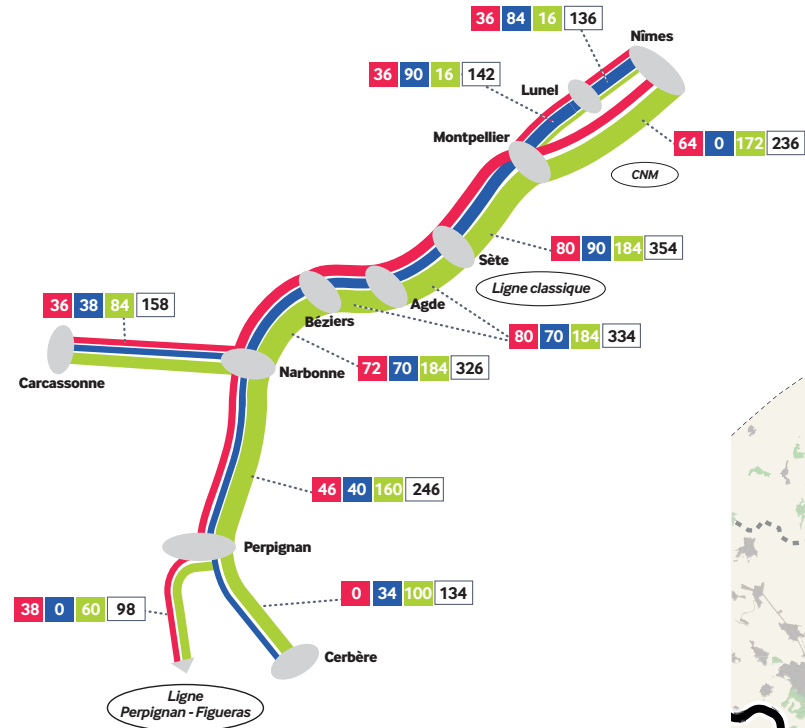 36 84 16 136
Nîmes
36 90 16 142
Lunel
Montpellier
64 0 172 236
CNM
Sète
80 90 184 354
Ligne classique
Agde
Béziers
36 38 84 158
80 70 184 334
Carcassonne
Narbonne
72 70 184 326
46 40 160 246
Perpignan
38 0 60 98
0 34 100 134
Cerbère
Ligne
Perpignan - Figueras